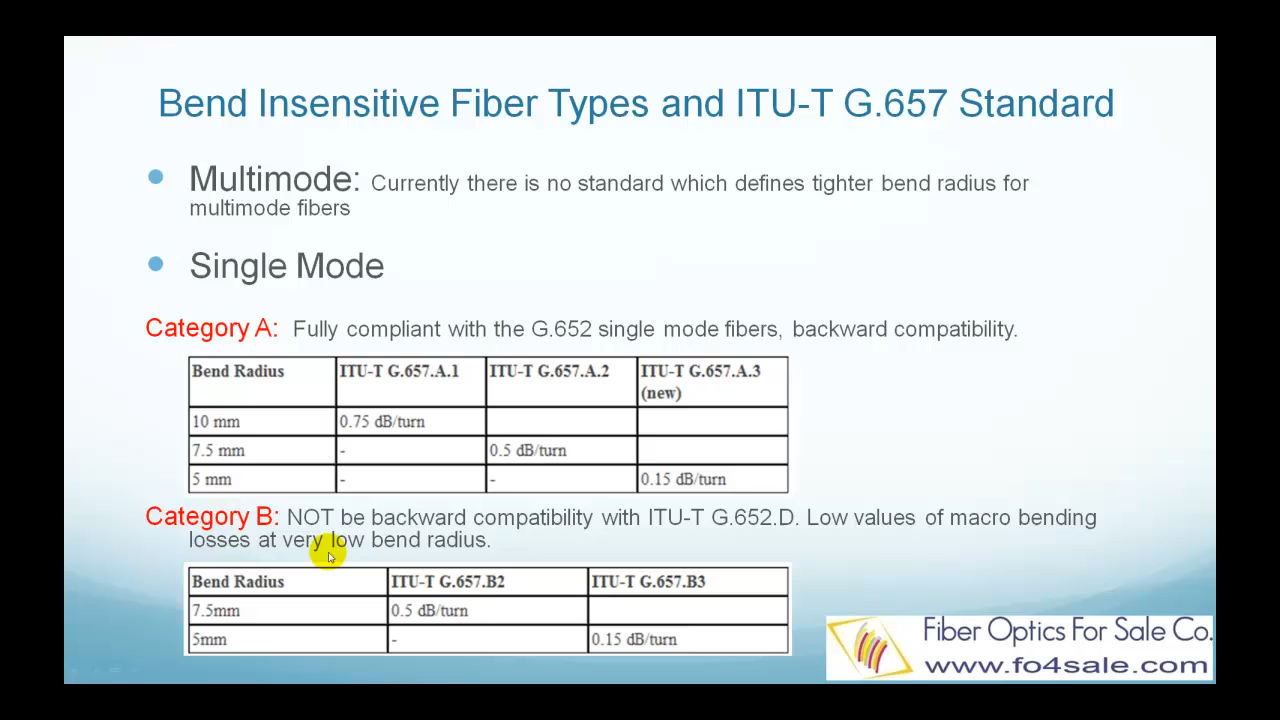 Bend Insensitive Fiber Types and ITU-T G.657 Standard
Multimode: Currently there is no standard which defines tighter bend radius for
multimode fibers
Single Mode
Category A: Fully compliant with the G.652 single mode fibers, backward compatibility.
Bend Radius ITU-T G.657.A.1 ITU-T G.657.A.2 ITU-T G.657.A.3
(new)
10 mm 0.75 dB/turn
7.5 mm - 0.5 dB/turn
5 mm - - 0.15 dB/turn
Category B: NOT be backward compatibility with ITU-T G.652.D. Low values of macro bending
losses at very low bend radius.
Bend Radius ITU-T G.657.B2 ITU-T G.657.B3
7.5mm 0.5 dB/turn
5mm - 0.15 dB/turn
Fiber Optics For Sale Co.
www.fo4sale.com